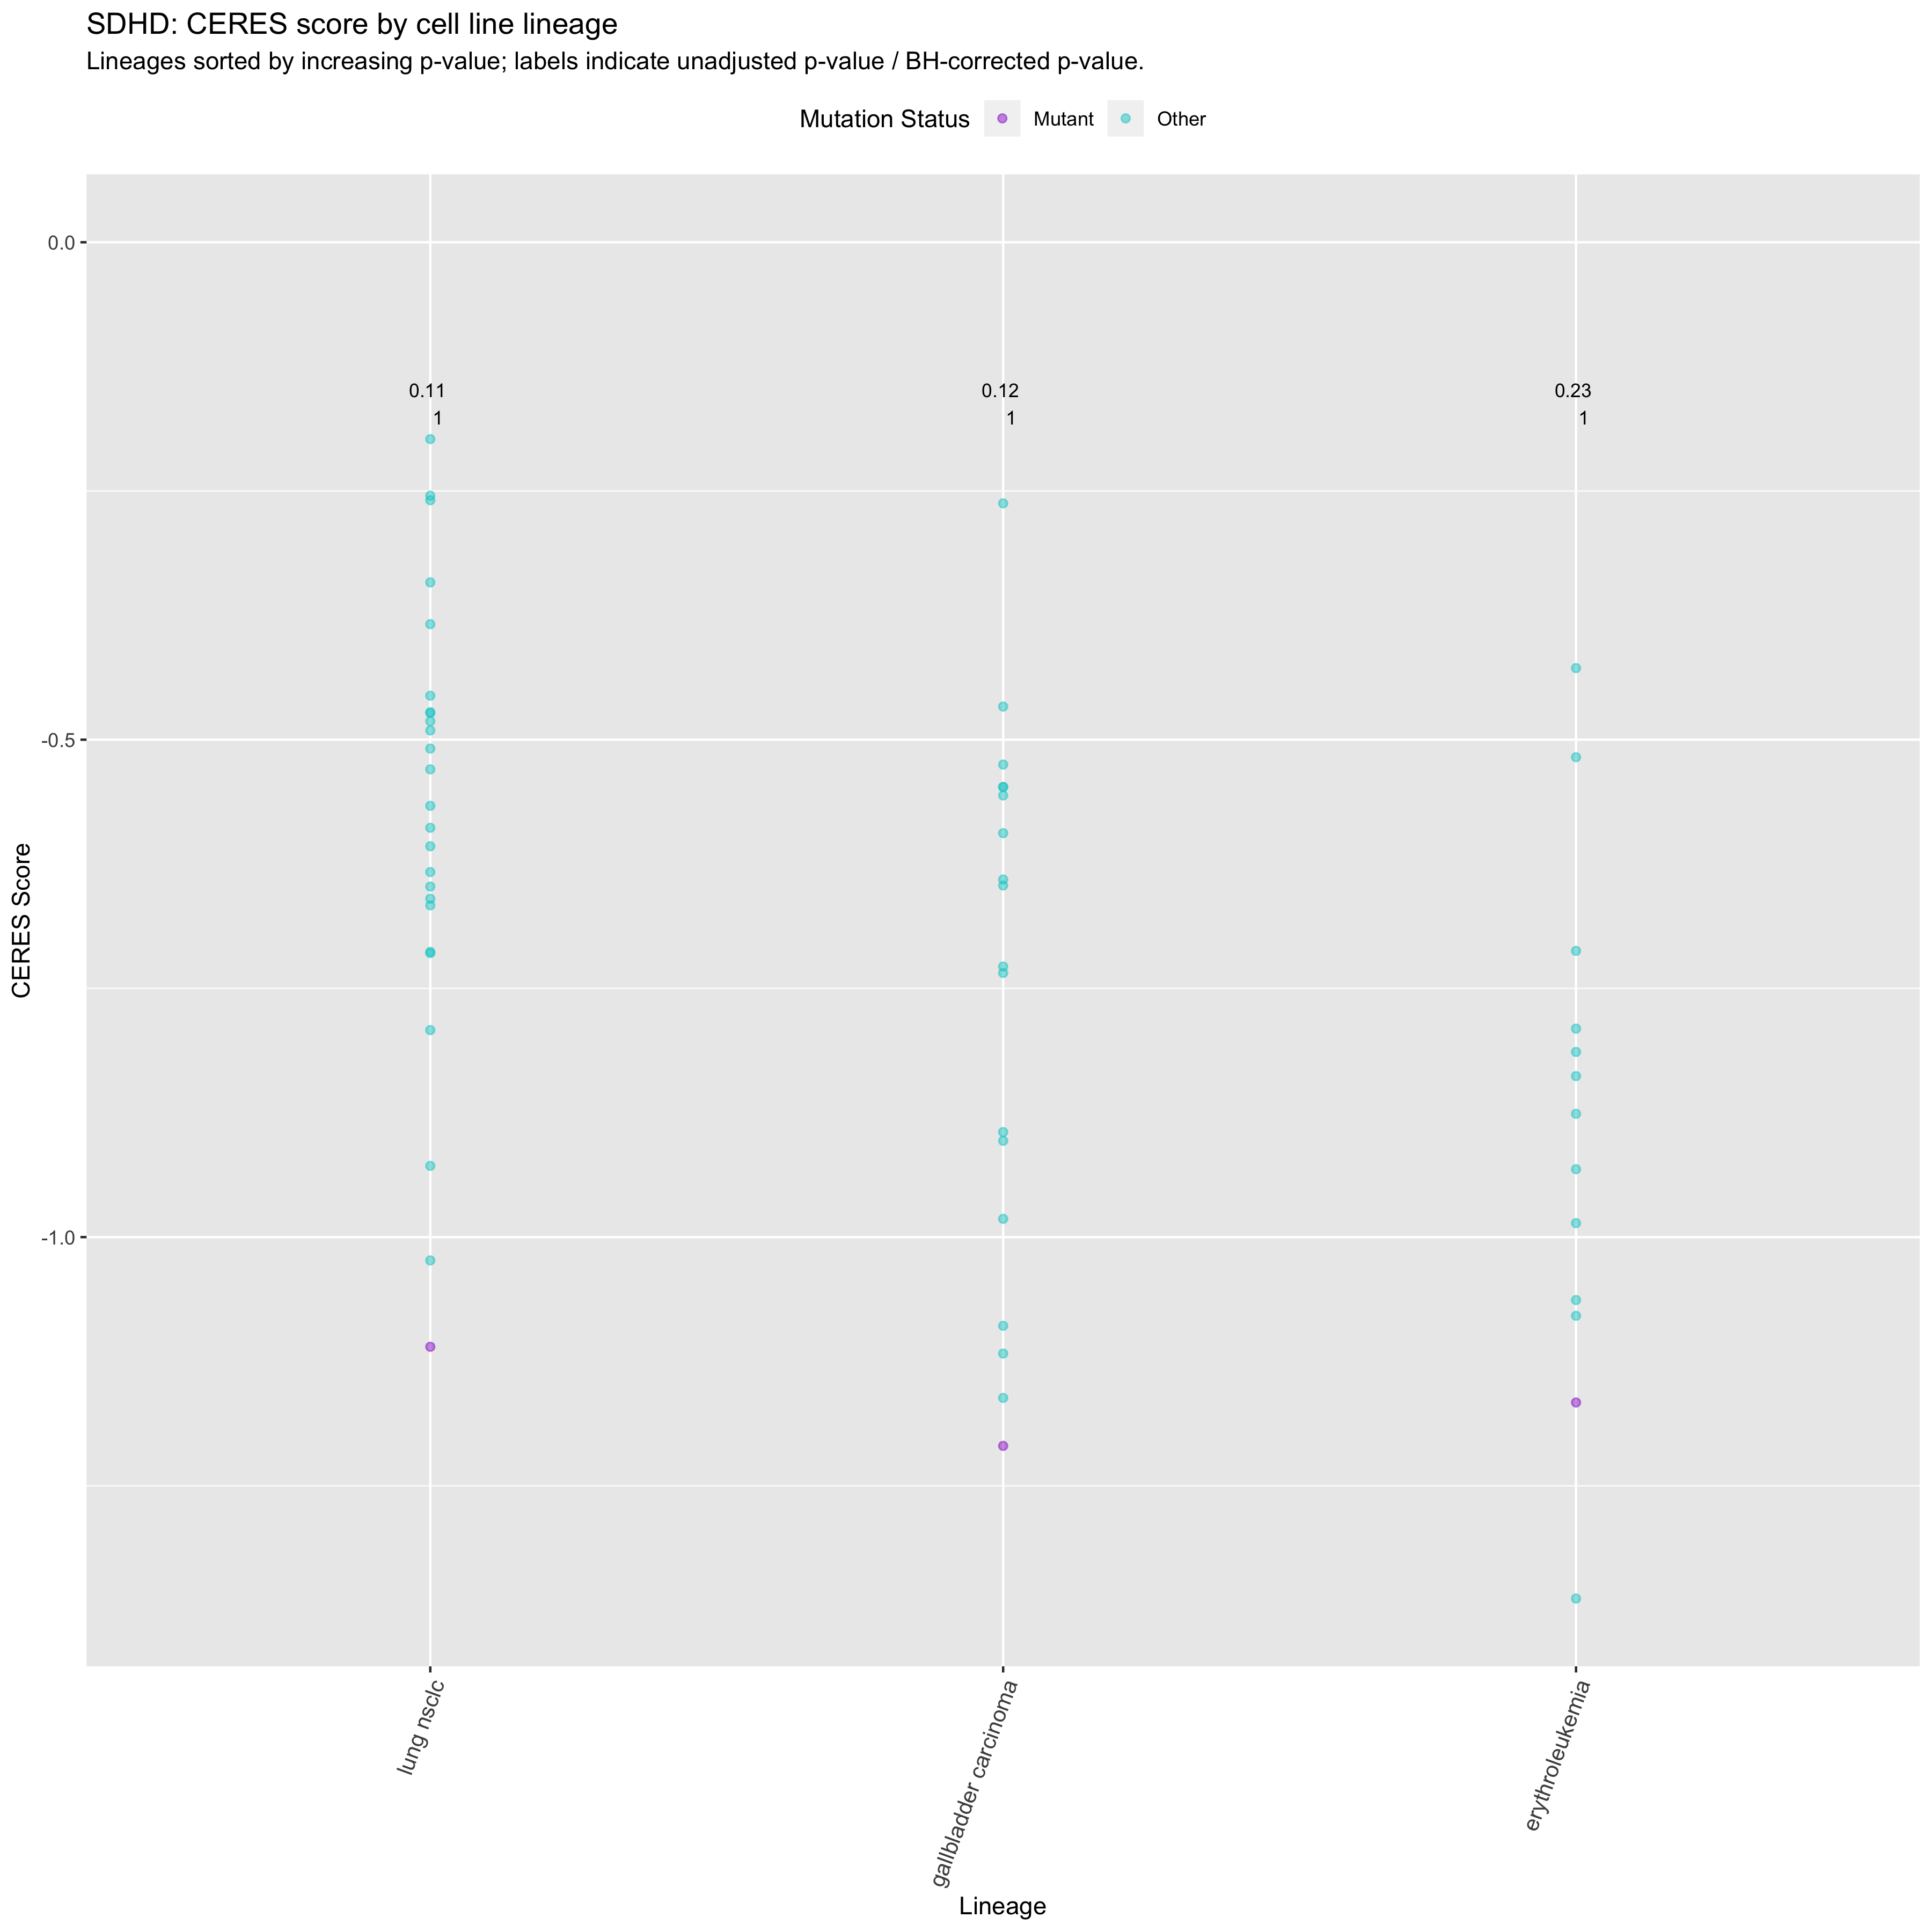 SDHD: CERES score by cell line lineage
Lineages sorted by increasing p-value; labels indicate unadjusted p-value / BH-corrected p-value.
Mutation Status Mutant Other
0.0
0.11 0.12 0.23
1 1 1
-0.5
CERES Score
-1.0
lung nsclc gallbladder carcinoma erythroleukemia
Lineage